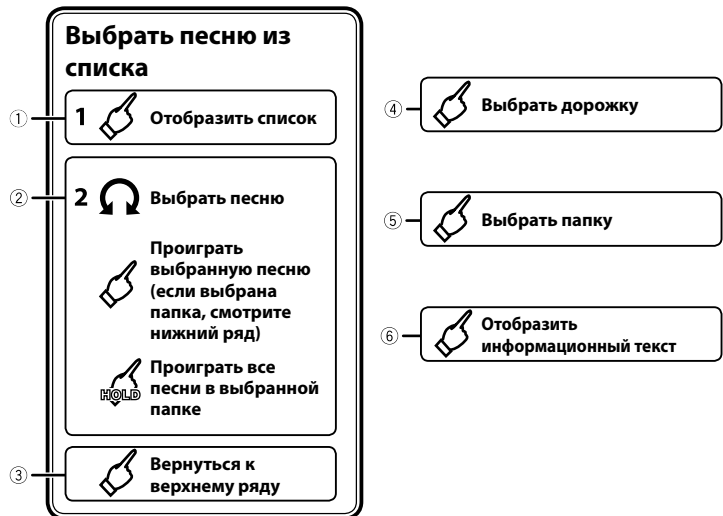 Выбрать песню из
списка
① 1 Отобразить список
② 2 Выбрать песню
Проиграть
выбранную песню
(если выбрана
папка, смотрите
нижний ряд)
HOLD
Проиграть все
песни в выбранной
папке
③ Вернуться к
верхнему ряду
④ Выбрать дорожку
⑤ Выбрать папку
⑥ Отобразить
информационный текст